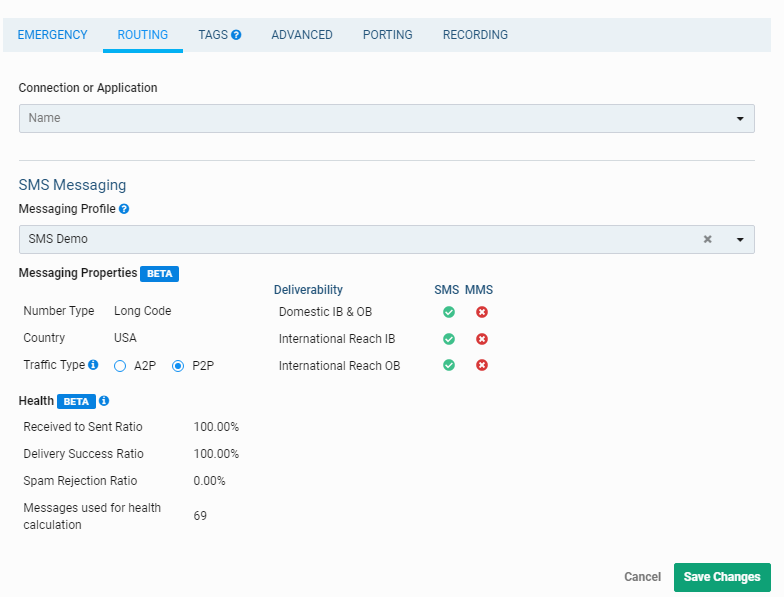 EMERGENCY ROUTING TAGS ADVANCED PORTING RECORDING
Connection or Application
Name
SMS Messaging
Messaging Profile
SMS Demo
Messaging Properties BETA
Deliverability SMS MMS
Number Type Long Code Domestic IB & OB
Country USA International Reach IB
Traffic Type A2P P2P International Reach OB
Health BETA
Received to Sent Ratio 100.00%
Delivery Success Ratio 100.00%
Spam Rejection Ratio 0.00%
Messages used for health
calculation 69
Cancel Save Changes